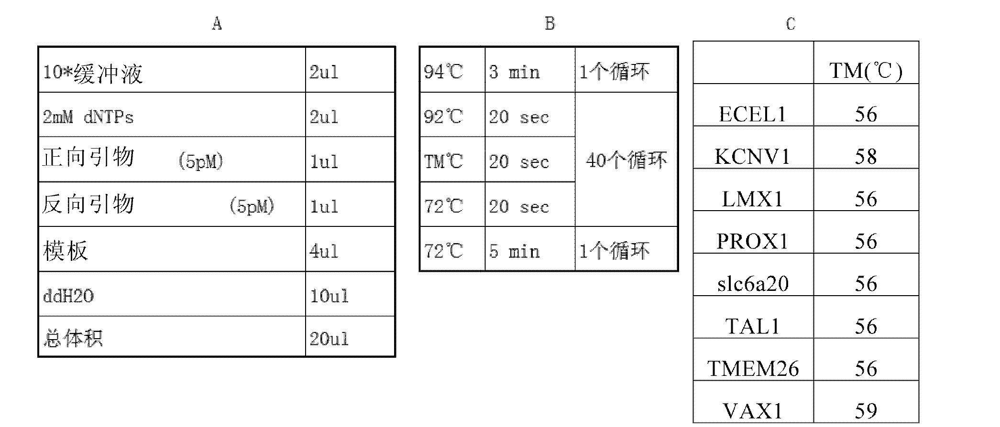 A
10*缓冲液 2ul
2mM dNTPs 2ul
正向引物 (5pM) 1ul
反向引物 (5pM) 1ul
模板 4ul
ddH2O 10ul
总体积 20ul
B
94℃ 3 min 1个循环
92℃ 20 sec
TM℃ 20 sec 40个循环
72℃ 20 sec
72℃ 5 min 1个循环
C
TM(℃)
ECEL1 56
KCNV1 58
LMX1 56
PROX1 56
slc6a20 56
TAL1 56
TMEM26 56
VAX1 59